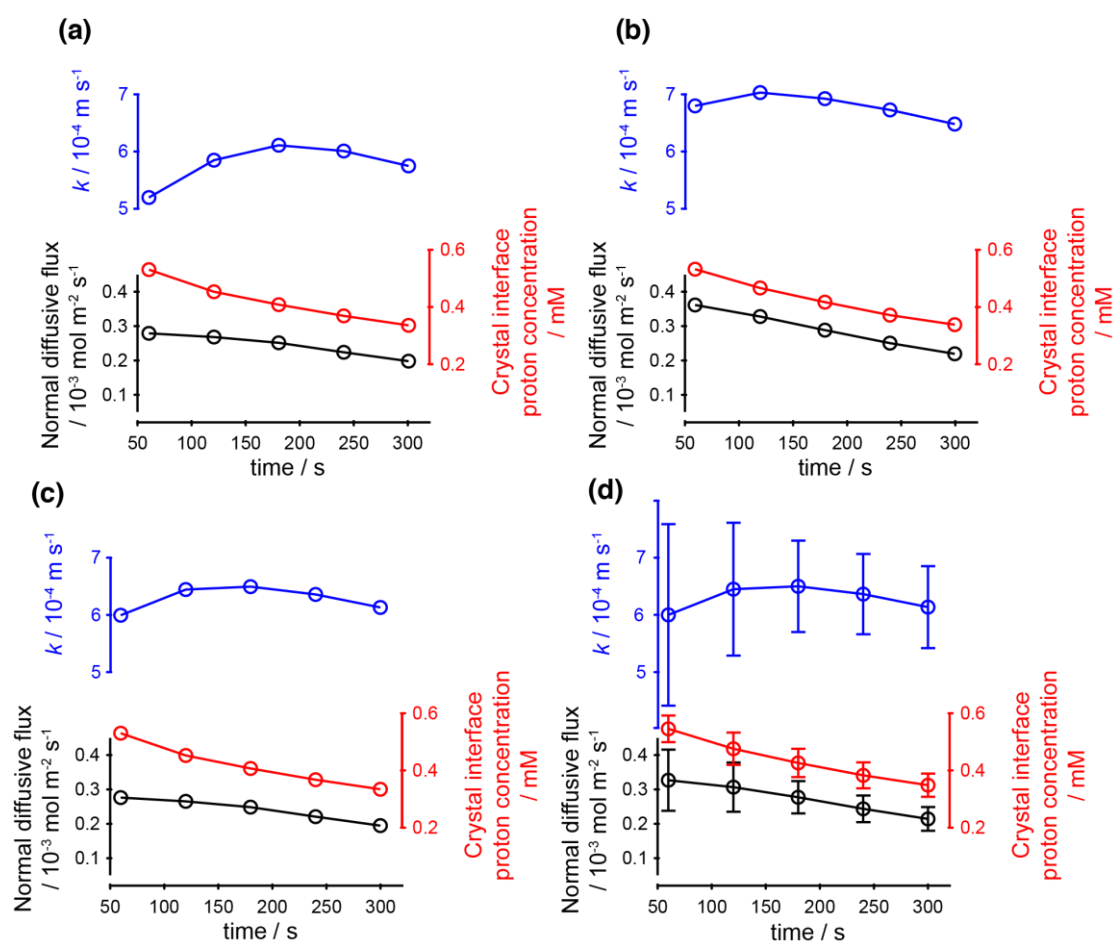 (a)
k / 10⁻⁴ m s⁻¹
7
6
5
Normal diffusive flux
/ 10⁻³ mol m⁻² s⁻¹
0.4
0.3
0.2
0.1
0.6
0.4
0.2
Crystal interface
proton concentration
/ mM
50 100 150 200 250 300
time / s
(b)
k / 10⁻⁴ m s⁻¹
7
6
5
Normal diffusive flux
/ 10⁻³ mol m⁻² s⁻¹
0.4
0.3
0.2
0.1
0.6
0.4
0.2
Crystal interface
proton concentration
/ mM
50 100 150 200 250 300
time / s
(c)
k / 10⁻⁴ m s⁻¹
7
6
5
Normal diffusive flux
/ 10⁻³ mol m⁻² s⁻¹
0.4
0.3
0.2
0.1
0.6
0.4
0.2
Crystal interface
proton concentration
/ mM
50 100 150 200 250 300
time / s
(d)
k / 10⁻⁴ m s⁻¹
7
6
5
Normal diffusive flux
/ 10⁻³ mol m⁻² s⁻¹
0.4
0.3
0.2
0.1
0.6
0.4
0.2
Crystal interface
proton concentration
/ mM
50 100 150 200 250 300
time / s